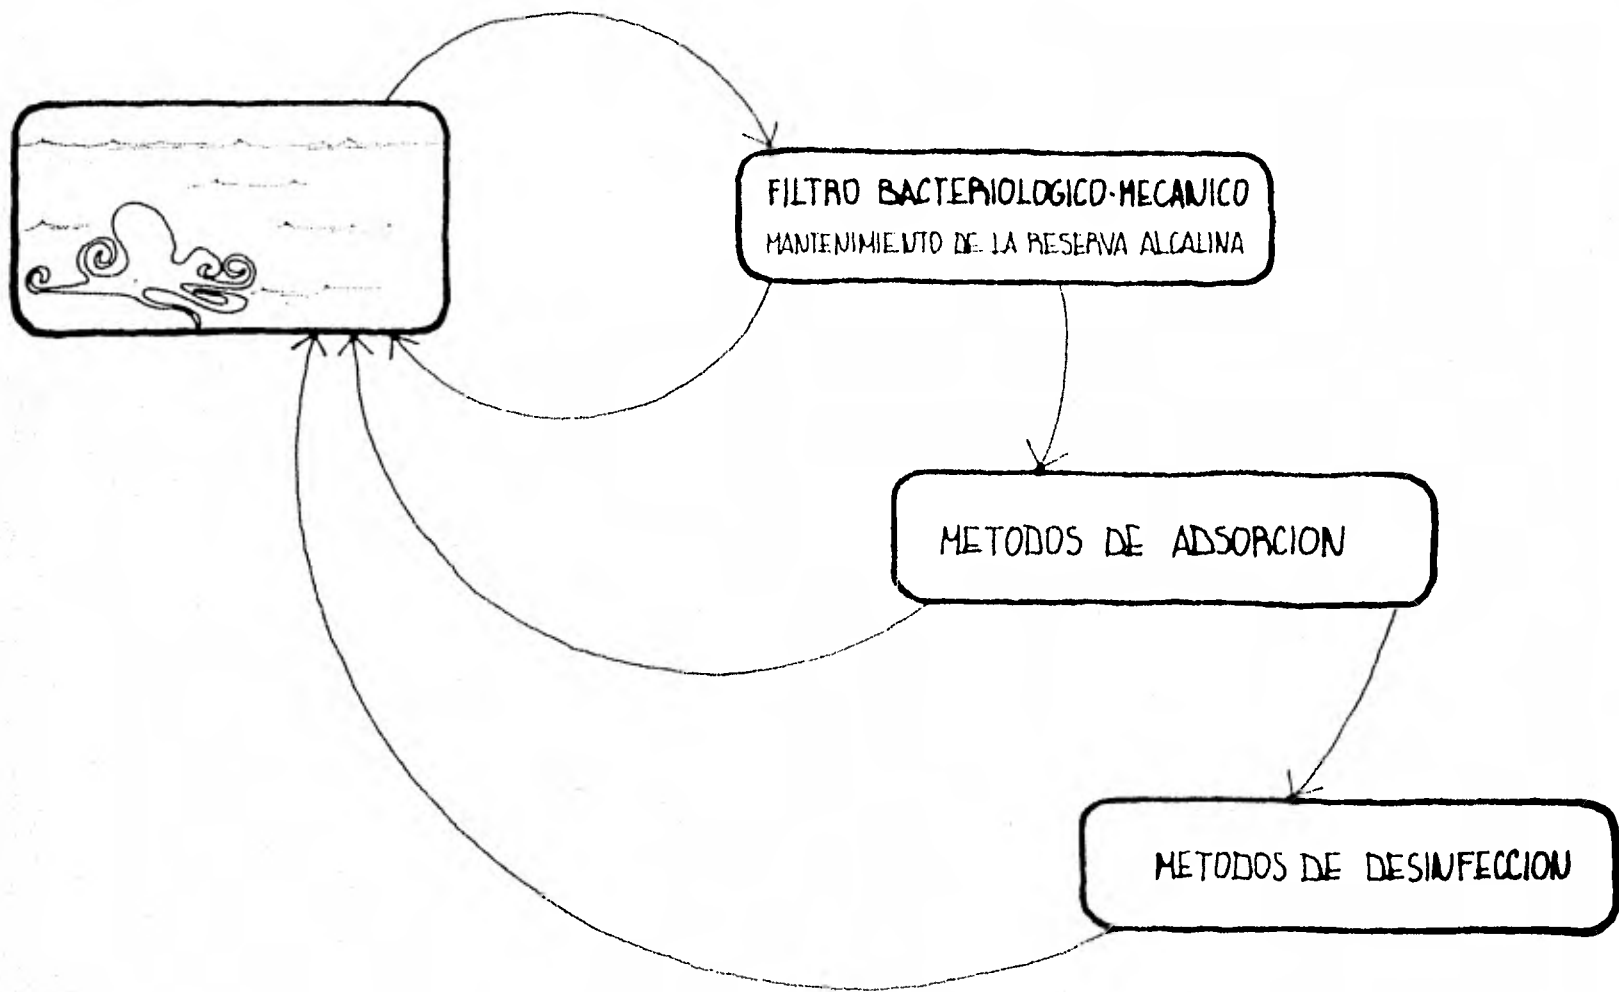 FILTRO BACTERIOLOGICO-MECANICO
MANTENIMIENTO DE LA RESERVA ALCALINA
METODOS DE ADSORCION
METODOS DE DESINFECCION